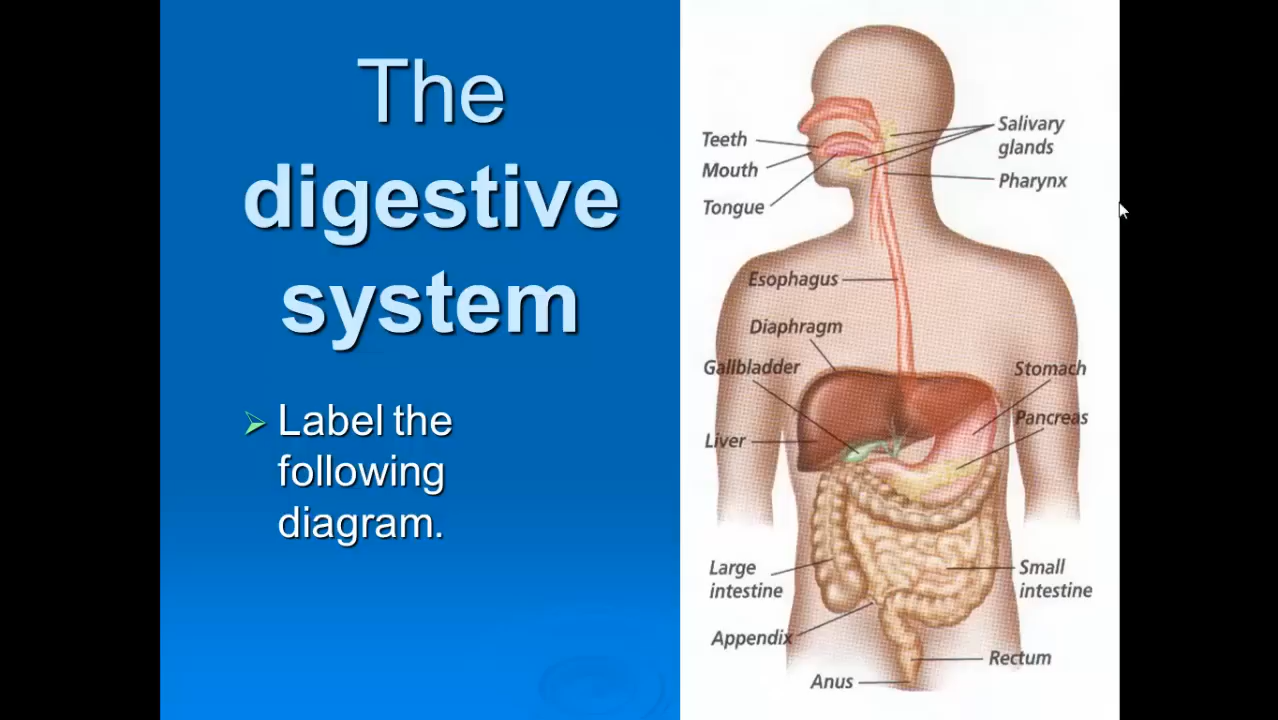 The
digestive
system
Label the
following
diagram.
Teeth
Mouth
Tongue
Salivary
glands
Pharynx
Esophagus
Diaphragm
Gallbladder
Liver
Stomach
Pancreas
Large
intestine
Small
intestine
Appendix
Rectum
Anus